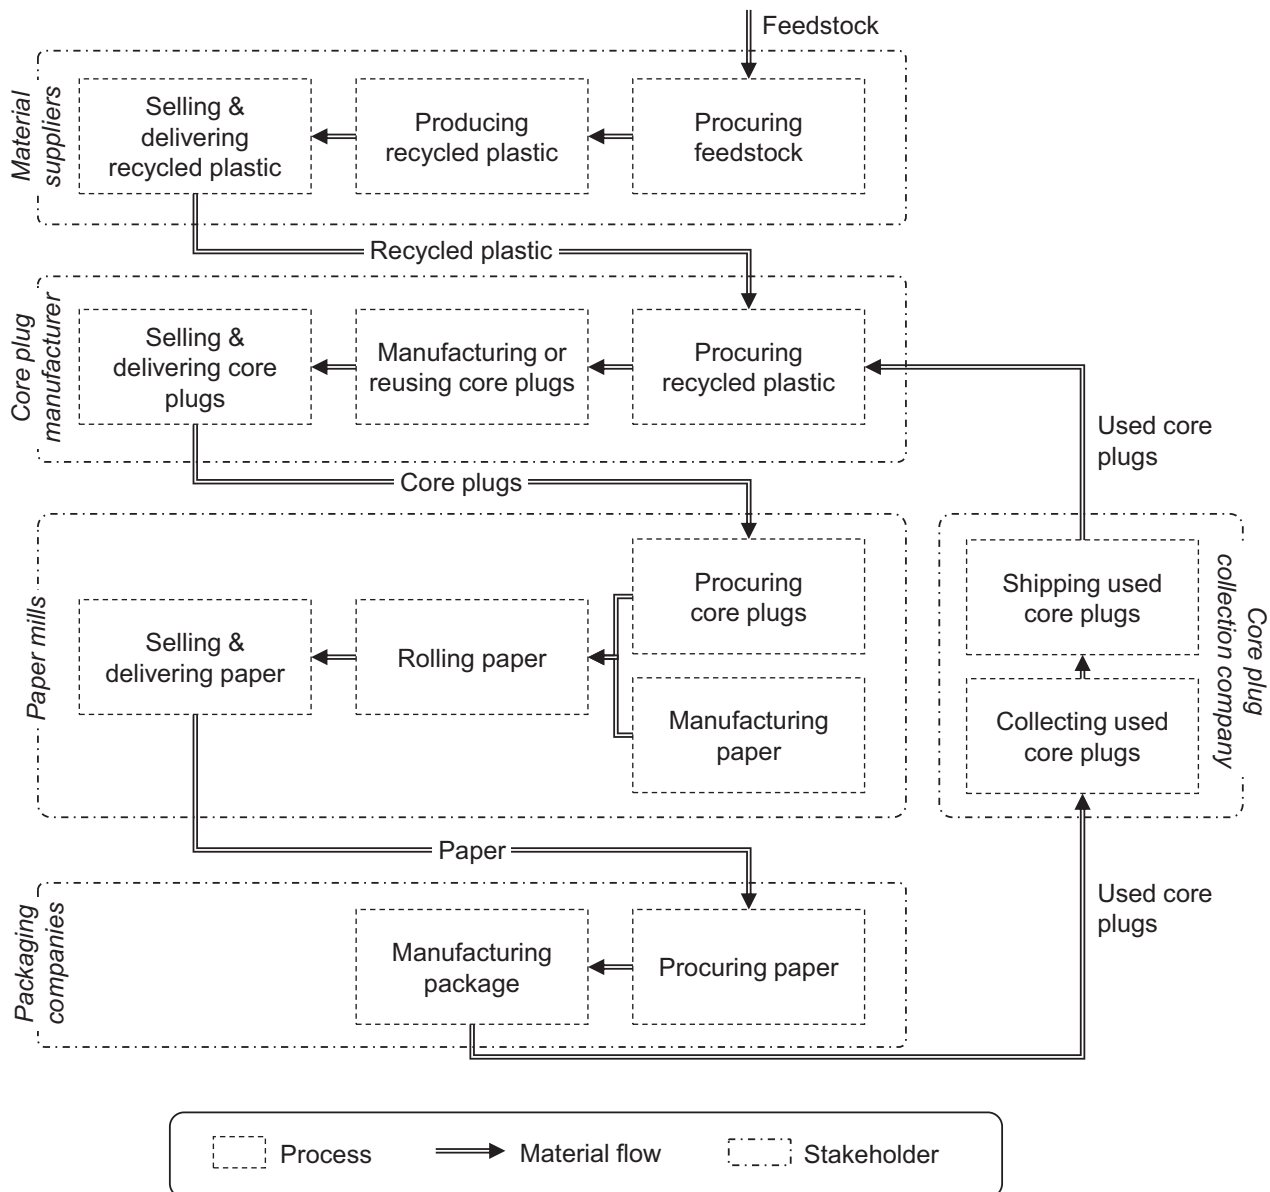 Feedstock
Material
suppliers
Selling &
delivering
recycled plastic
Producing
recycled plastic
Procuring
feedstock
Recycled plastic
Core plug
manufacturer
Selling &
delivering core
plugs
Manufacturing or
reusing core plugs
Procuring
recycled plastic
Used core
plugs
Core plugs
Paper mills
Selling &
delivering paper
Rolling paper
Procuring
core plugs
Manufacturing
paper
Shipping used
core plugs
Collecting used
core plugs
Core plug
collection company
Paper
Used core
plugs
Packaging
companies
Manufacturing
package
Procuring paper
Process
Material flow
Stakeholder